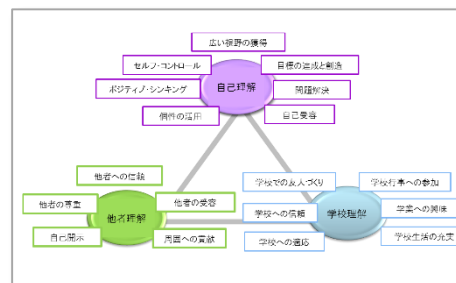 広い視野の獲得
セルフ・コントロール
目標の達成と創造
ポジティブ・シンキング
自己理解
問題解決
個性の活用
自己受容
他者への信頼
他者の尊重
他者の受容
他者理解
自己開示
周囲への貢献
学校での友人づくり
学校行事への参加
学校への信頼
学校理解
学業への興味
学校への適応
学校生活の充実